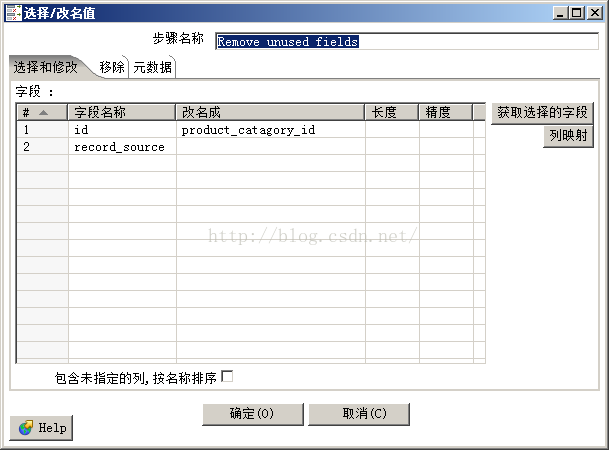 选择/改名值
步骤名称 Remove unused fields
选择和修改 移除 元数据
字段 :
# 字段名称 改名成 长度 精度
获取选择的字段
1 id product_catagory_id
列映射
2 record_source
http://blog.csdn.net/
包含未指定的列,按名称排序
确定(O) 取消(C)
Help